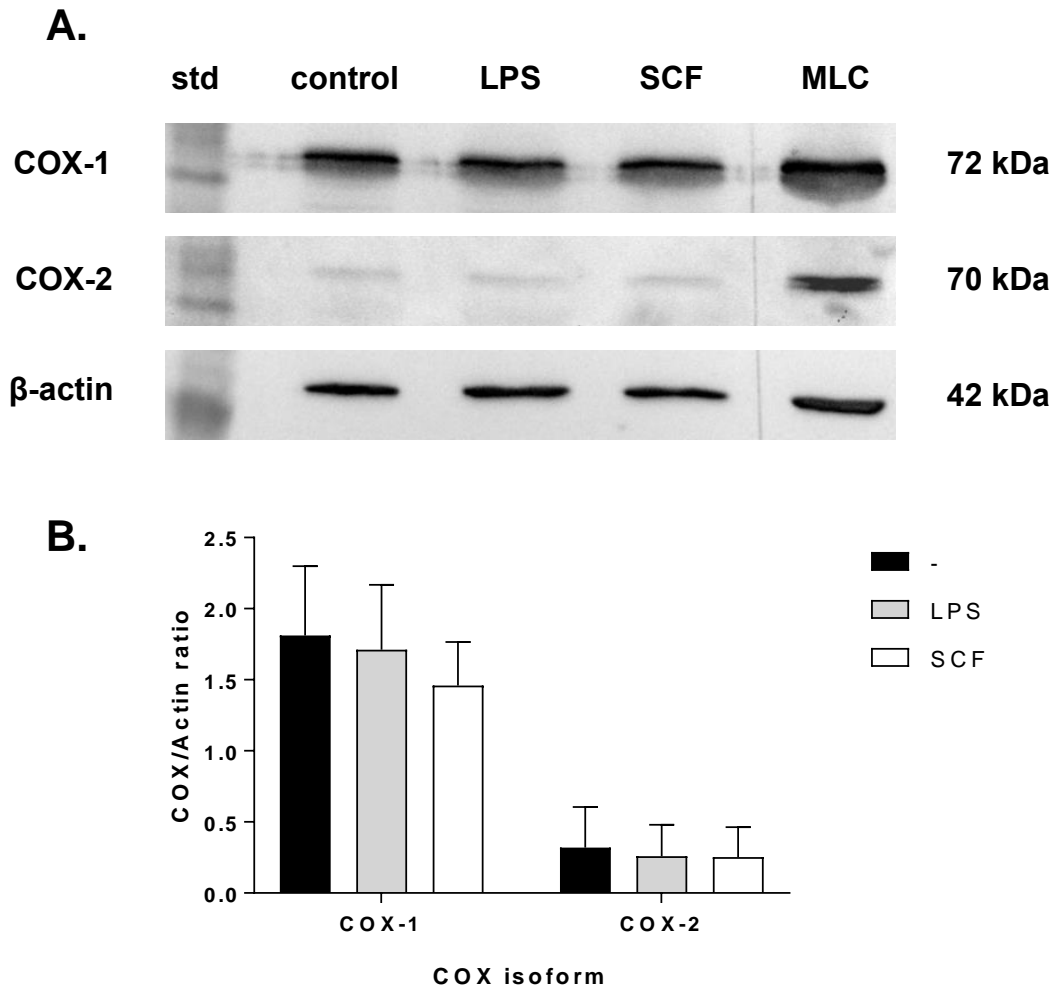 A.
std control LPS SCF MLC
COX-1 72 kDa
COX-2 70 kDa
β-actin 42 kDa
B.
2.5
2.0
1.5
1.0
0.5
0.0
COX/Actin ratio
COX-1 COX-2
COX isoform
-
LPS
SCF